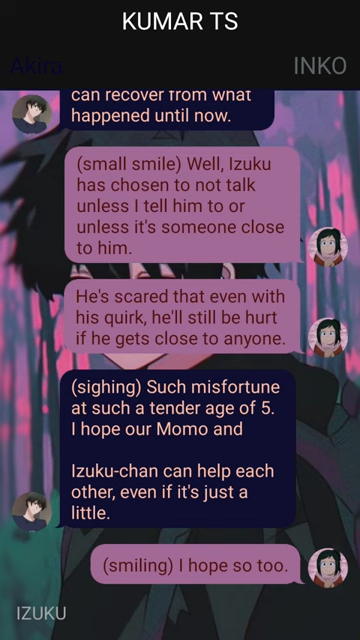 KUMAR TS
Akira
INKO
can recover from what
happened until now.
(small smile) Well, Izuku
has chosen to not talk
unless I tell him to or
unless it's someone close
to him.
He's scared that even with
his quirk, he'll still be hurt
if he gets close to anyone.
(sighing) Such misfortune
at such a tender age of 5.
I hope our Momo and
Izuku-chan can help each
other, even if it's just a
little.
(smiling) I hope so too.
IZUKU